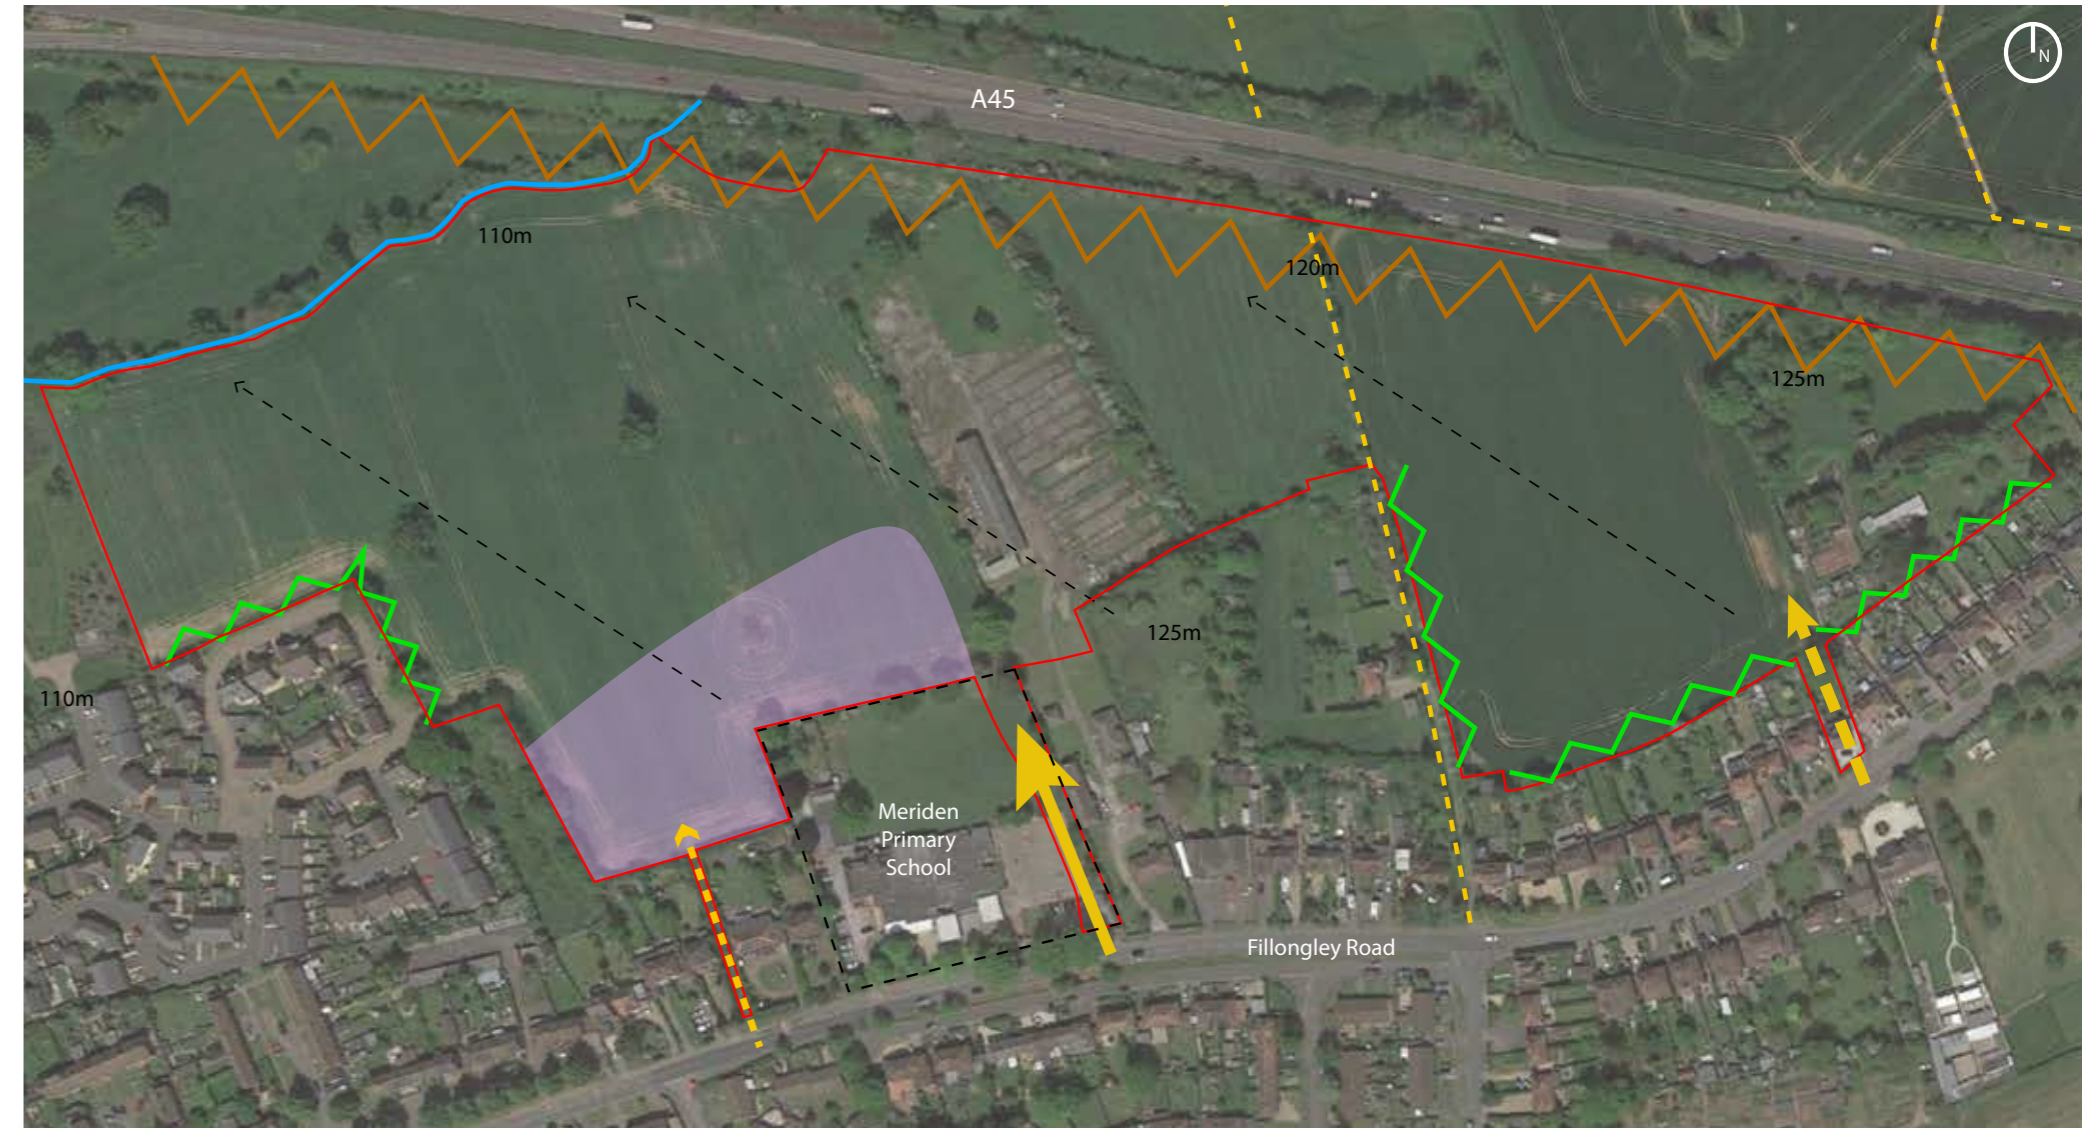 N
A45
110m
120m
125m
125m
110m
Meriden
Primary
School
Fillongley Road